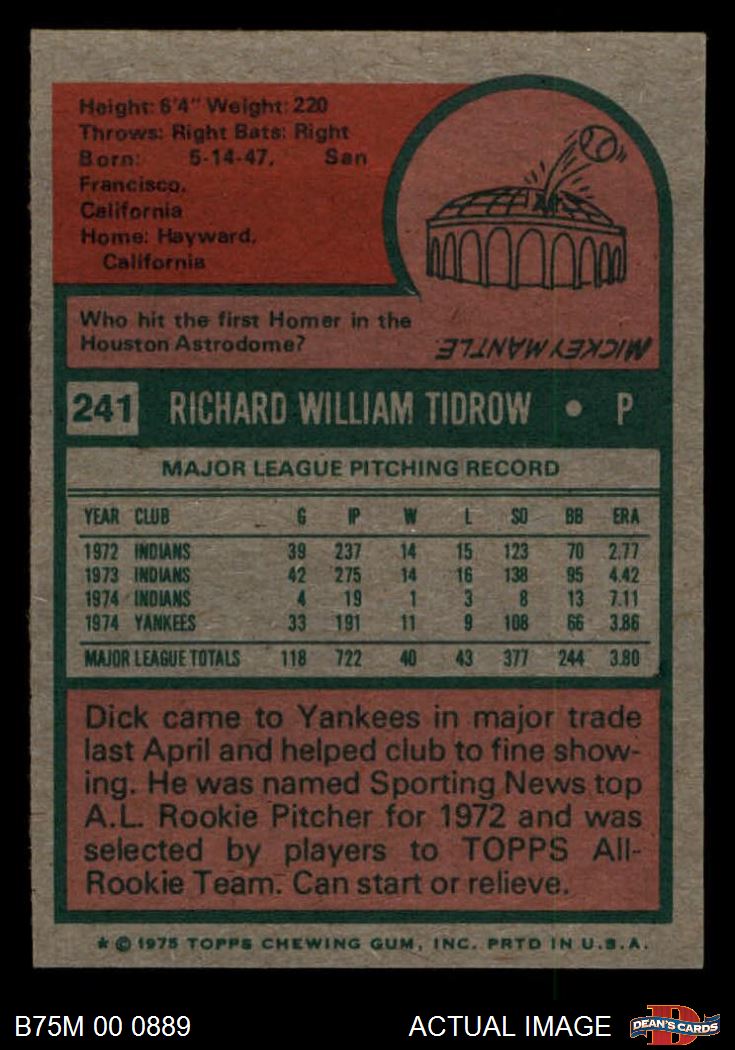 Height: 6'4" Weight: 220
Throws: Right Bats: Right
Born: 5-14-47, San
Francisco,
California
Home: Hayward,
California
Who hit the first Homer in the
Houston Astrodome?
MICKEY MANTLE.
241 RICHARD WILLIAM TIDROW • P
MAJOR LEAGUE PITCHING RECORD
YEAR CLUB G IP W L SO BB ERA
1972 INDIANS 39 237 14 15 123 70 2.77
1973 INDIANS 42 275 14 16 138 95 4.42
1974 INDIANS 4 19 1 3 8 13 7.11
1974 YANKEES 33 191 11 9 108 66 3.86
MAJOR LEAGUE TOTALS 118 722 40 43 377 244 3.80
Dick came to Yankees in major trade
last April and helped club to fine show-
ing. He was named Sporting News top
A.L. Rookie Pitcher for 1972 and was
selected by players to TOPPS All-
Rookie Team. Can start or relieve.
* © 1975 TOPPS CHEWING GUM, INC. PRTD IN U.S.A.
B75M 00 0889 ACTUAL IMAGE D DEAN'S CARDS